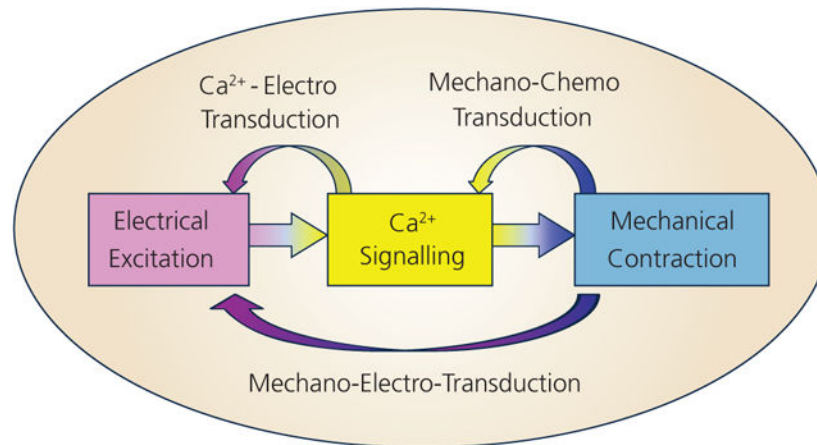 Ca²⁺ - Electro
Transduction
Mechano-Chemo
Transduction
Electrical
Excitation
Ca²⁺
Signalling
Mechanical
Contraction
Mechano-Electro-Transduction